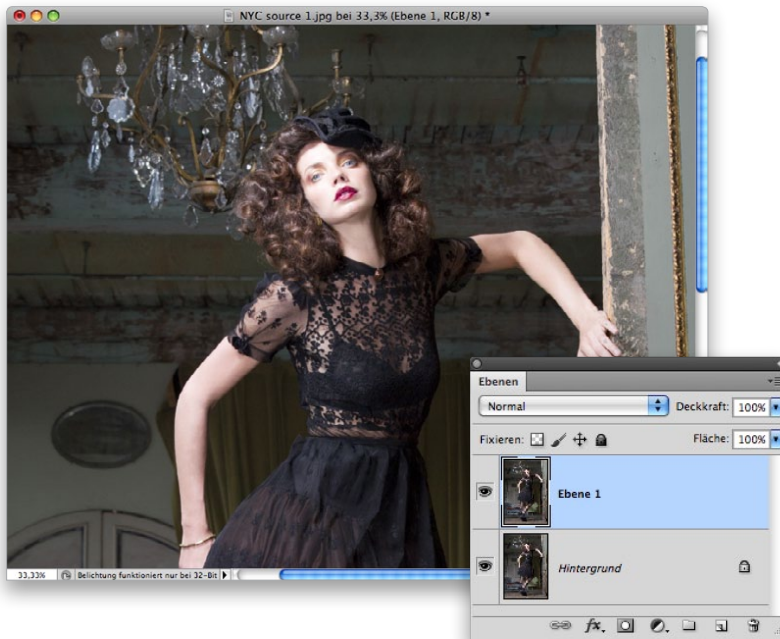 NYC source 1.jpg bei 33,3% (Ebene 1, RGB/8) *
Ebenen
Normal
Deckkraft: 100%
Fixieren:
Fläche: 100%
Ebene 1
Hintergrund
33,33%
Belichtung funktioniert nur bei 32-Bit
fx.